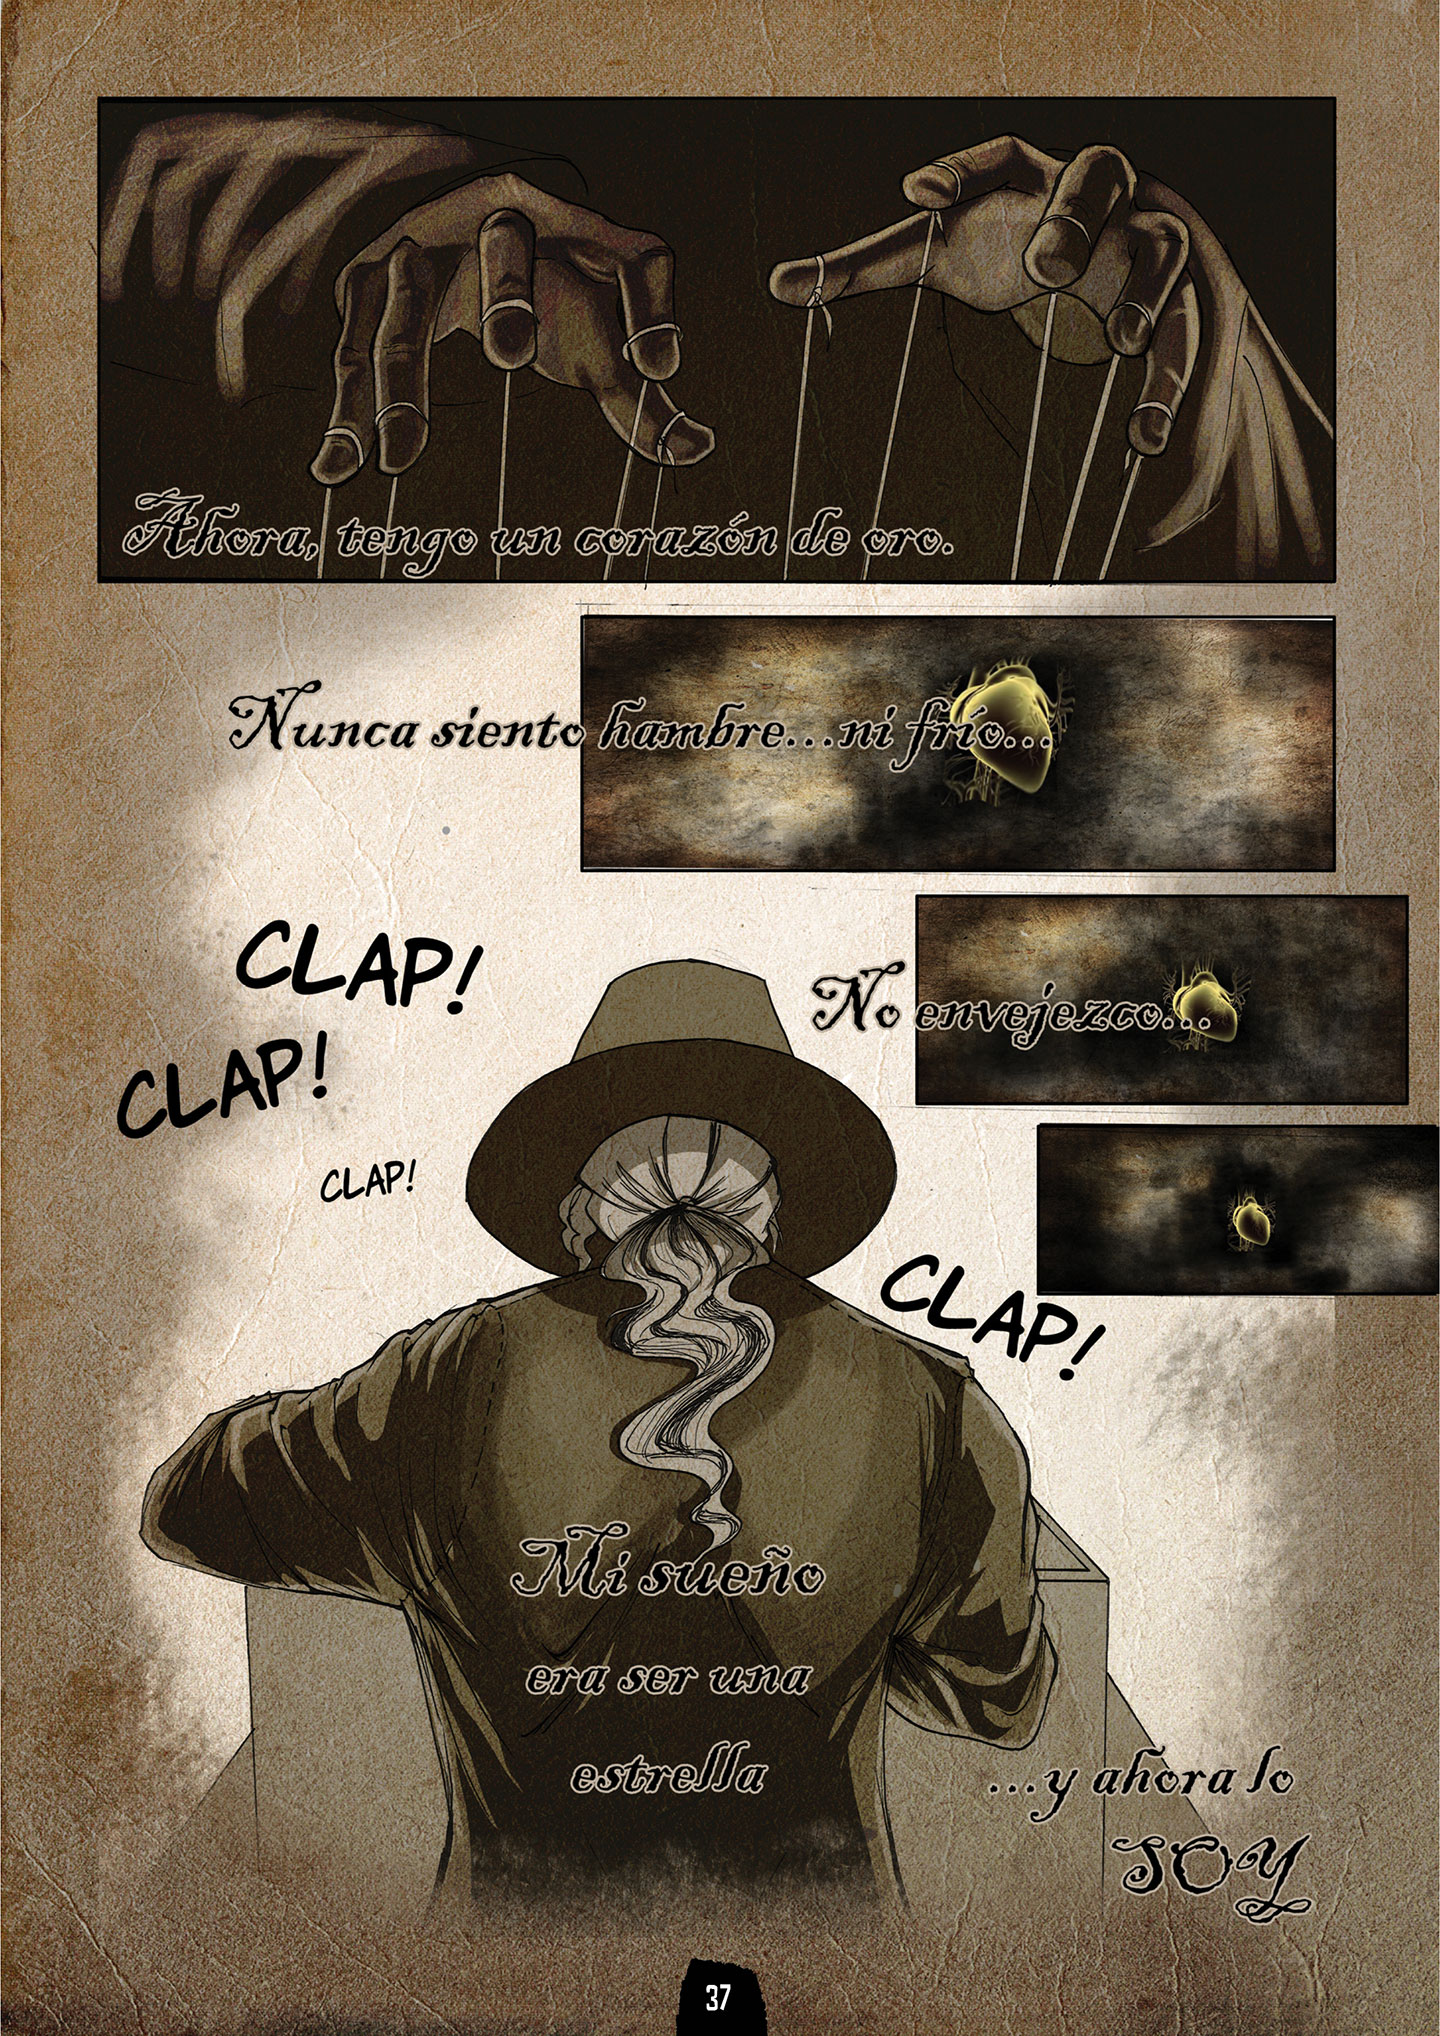 Ahora, tengo un corazón de oro.
Nunca siento hambre...ni frío...
CLAP!
No envejezco...
CLAP!
CLAP!
CLAP!
Mi sueño
era ser una
estrella
...y ahora lo
SOY
37